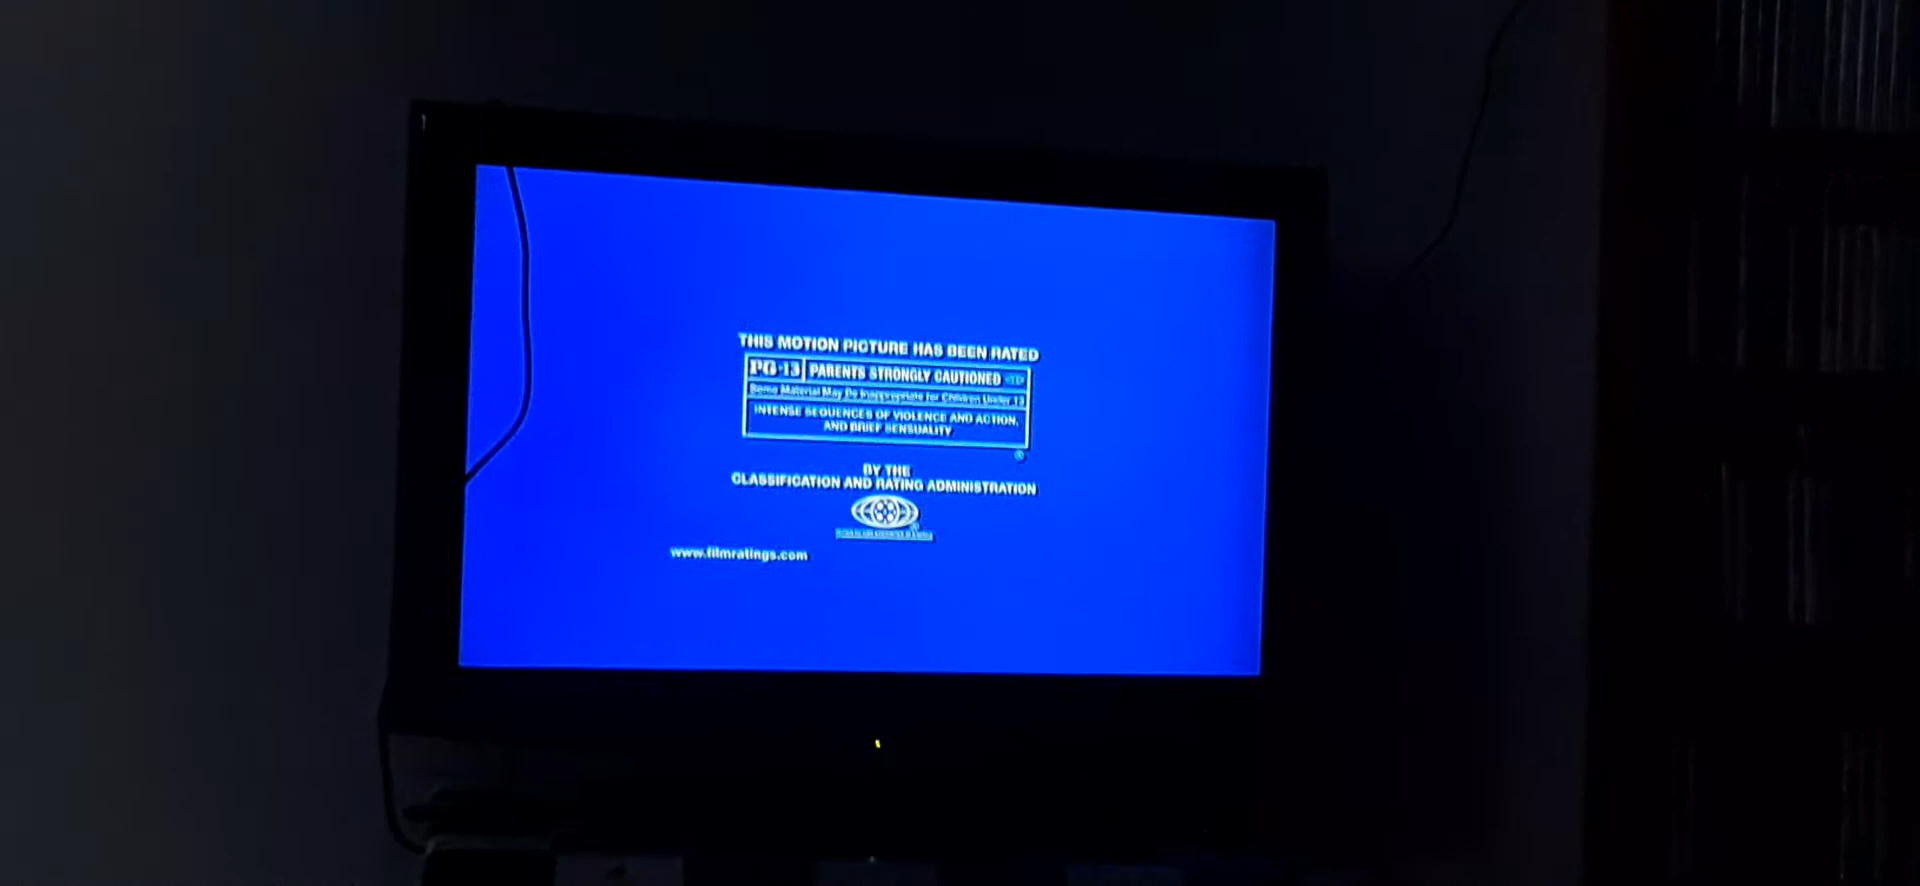 THIS MOTION PICTURE HAS BEEN RATED
PG-13 PARENTS STRONGLY CAUTIONED
Some Material May Be Inappropriate for Children Under 13
INTENSE SEQUENCES OF VIOLENCE AND ACTION,
AND BRIEF SENSUALITY
®
BY THE
CLASSIFICATION AND RATING ADMINISTRATION
®
www.filmratings.com